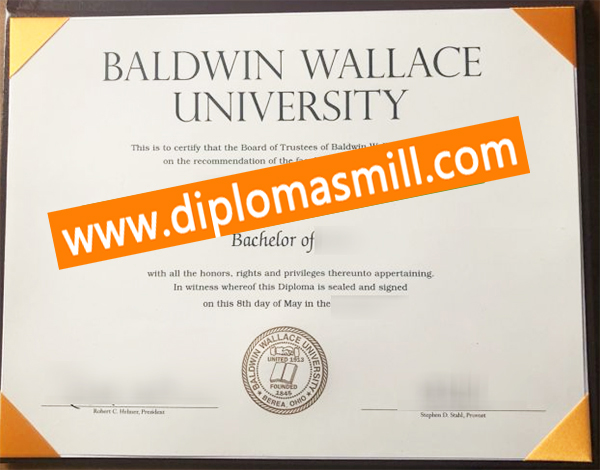 BALDWIN WALLACE
UNIVERSITY
This is to certify that the Board of Trustees of Baldwin
on the recommendation of the
www.diplomasmill.com
Bachelor of
with all the honors, rights and privileges thereunto appertaining.
In witness whereof this Diploma is sealed and signed
on this 8th day of May in the
BALDWIN WALLACE UNIVERSITY
UNITED 1913
FOUNDED
1845
BEREA, OHIO
Robert C. Helmer, President
Stephen D. Stahl, Provost